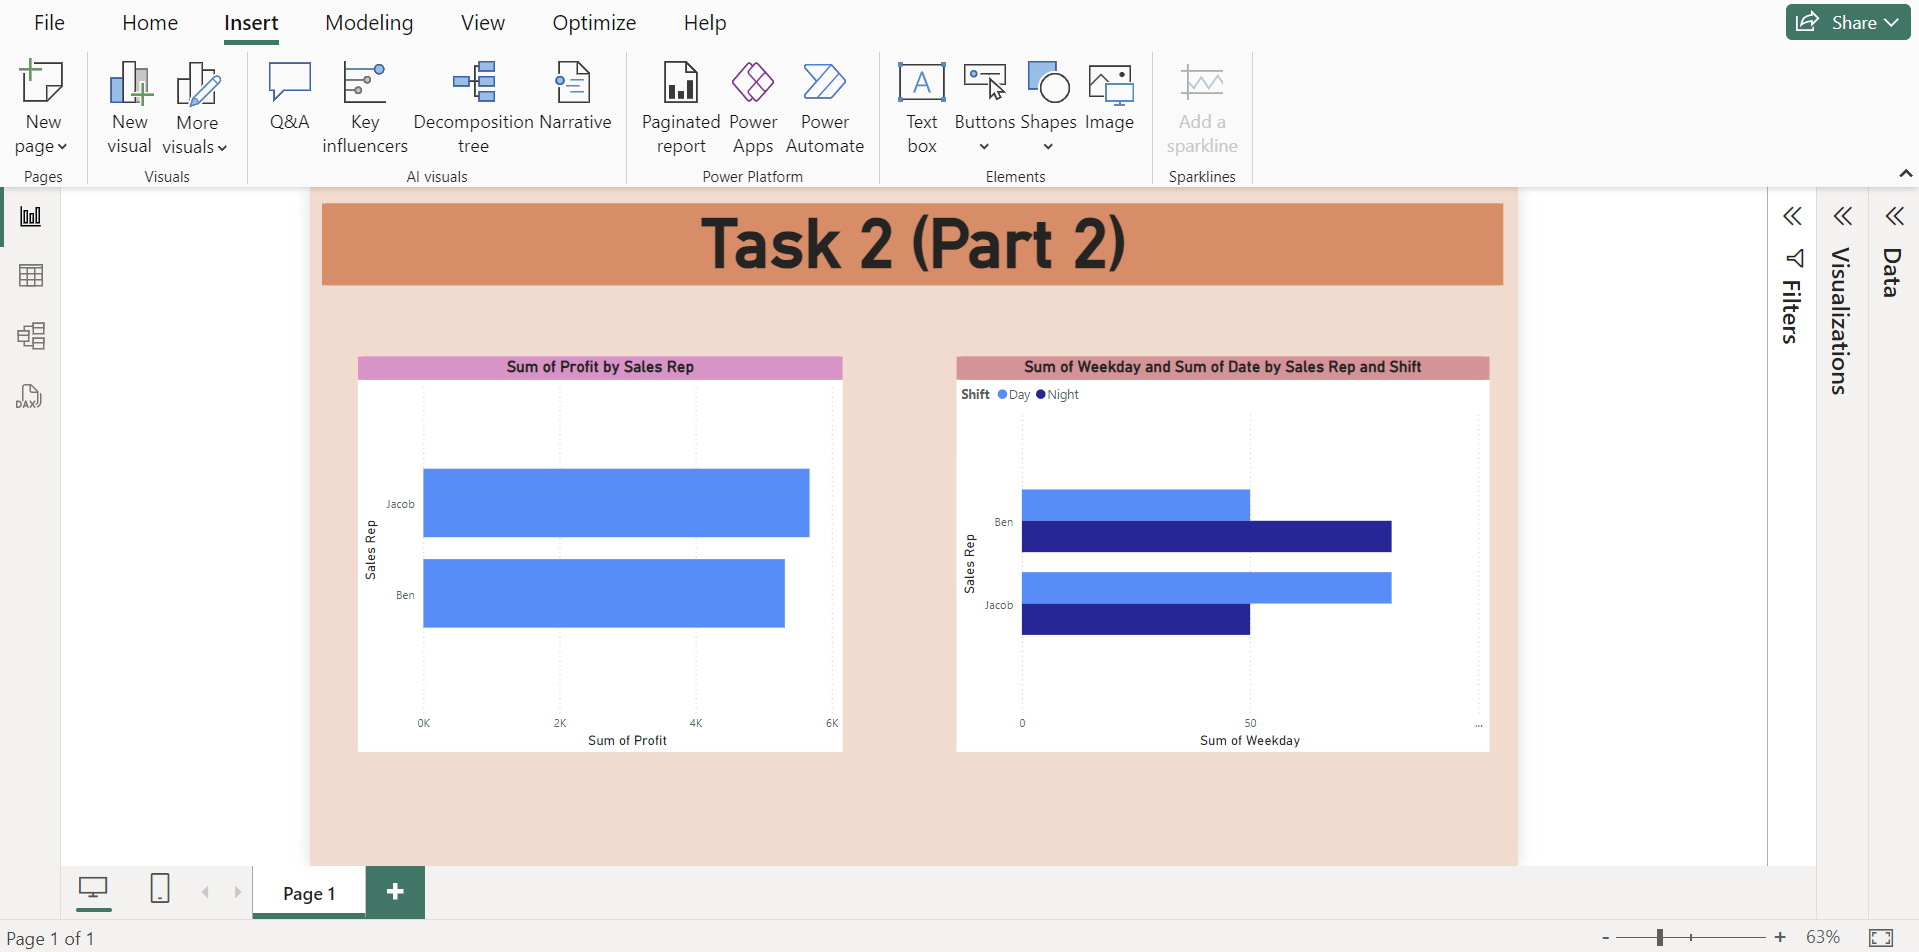 File Home Insert Modeling View Optimize Help Share
New page
New visual
More visuals
Q&A
Key influencers
Decomposition tree
Narrative
Paginated report
Power Apps
Power Automate
A
Text box
Buttons
Shapes
Image
Add a sparkline
Pages Visuals AI visuals Power Platform Elements Sparklines
DAX
Task 2 (Part 2)
Sum of Profit by Sales Rep
Sales Rep
Jacob
Ben
0K 2K 4K 6K
Sum of Profit
Sum of Weekday and Sum of Date by Sales Rep and Shift
Shift Day Night
Sales Rep
Ben
Jacob
0 50 ...
Sum of Weekday
Filters
Visualizations
Data
Page 1 +
Page 1 of 1
- + 63%